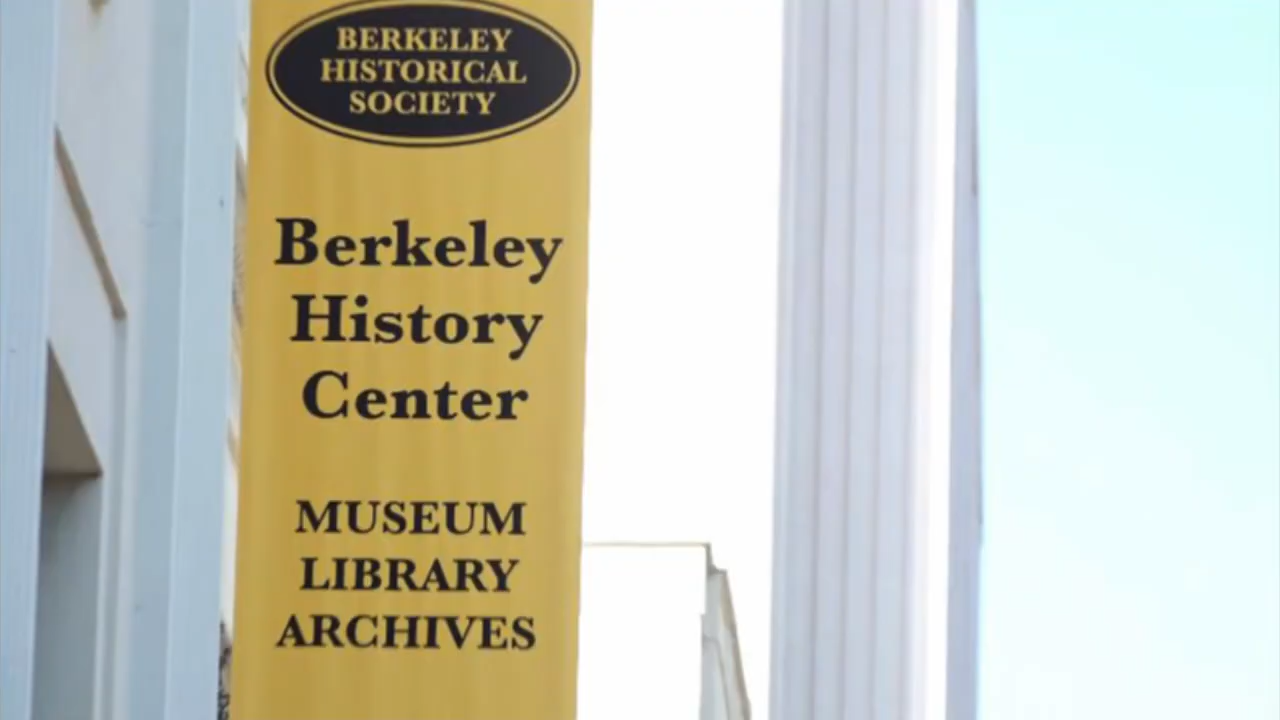 BERKELEY
HISTORICAL
SOCIETY
Berkeley
History
Center
MUSEUM
LIBRARY
ARCHIVES